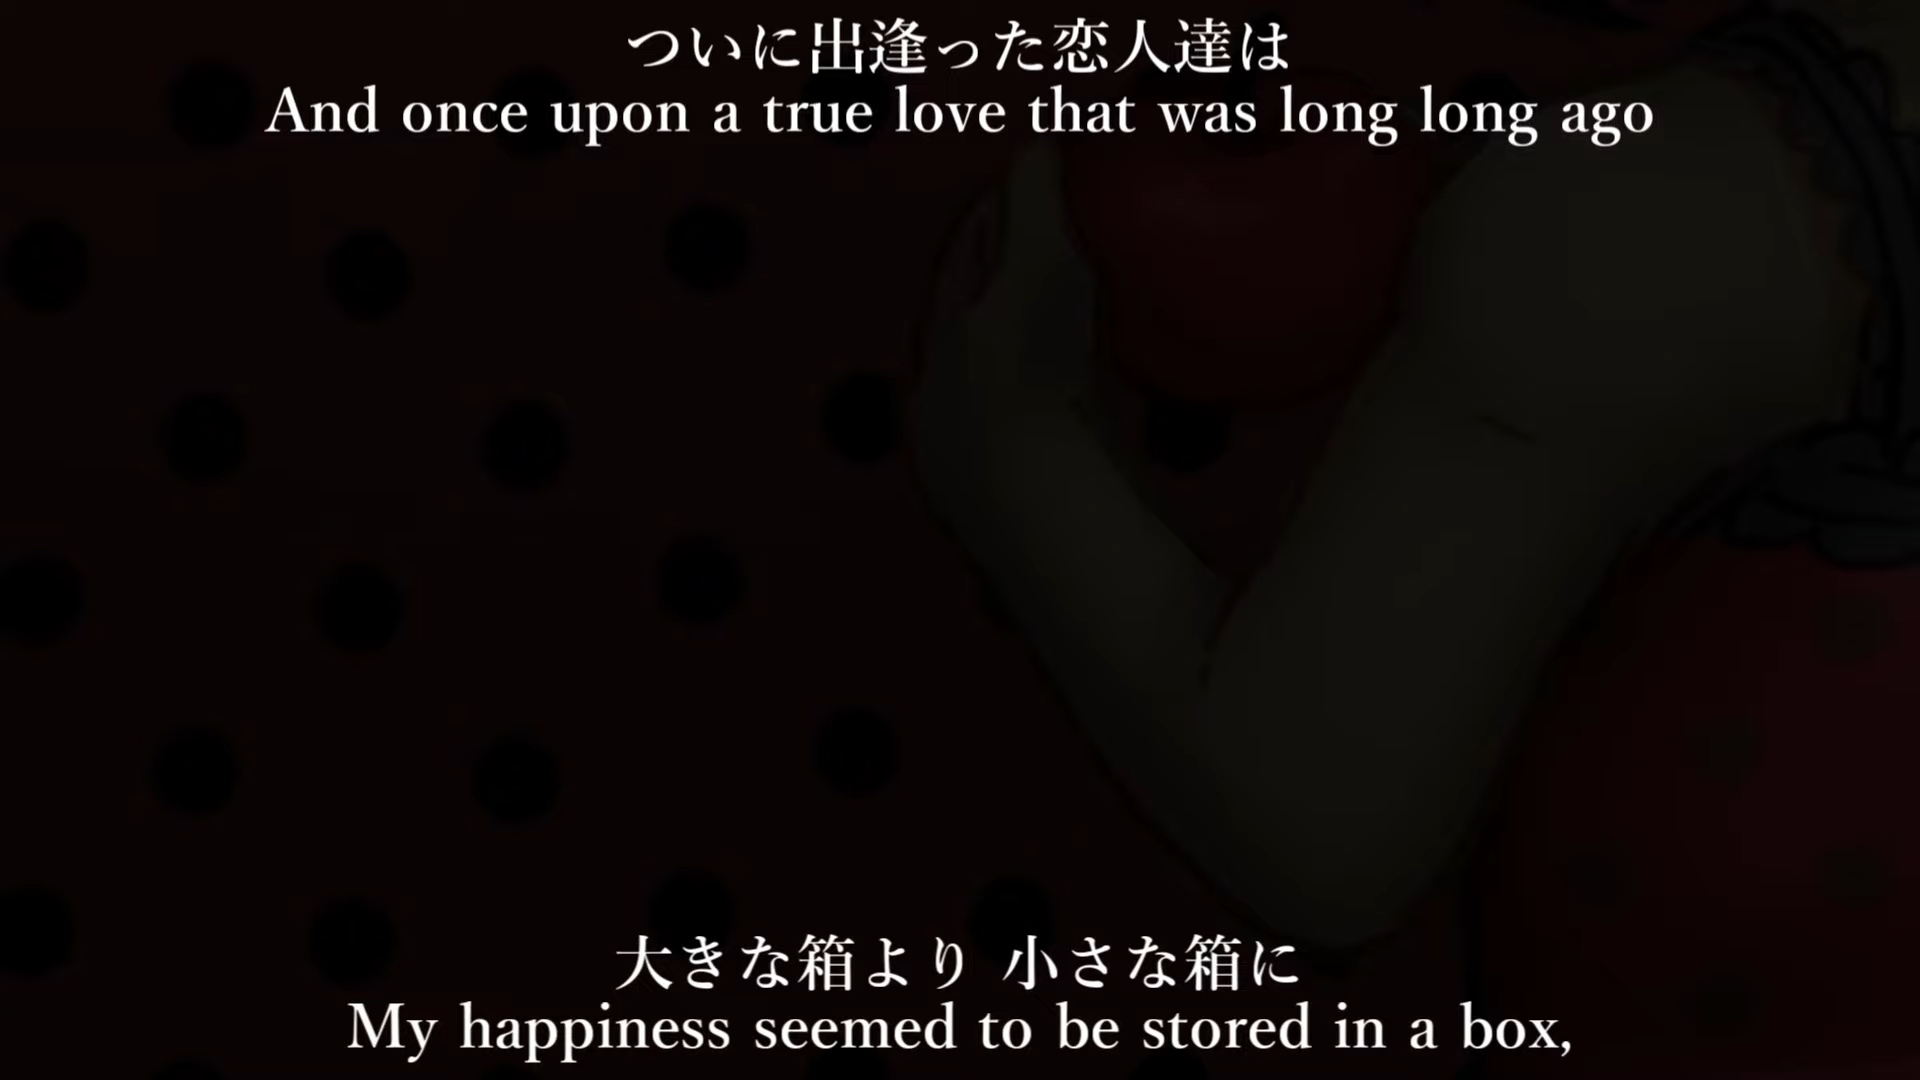 ついに出逢った恋人達は
And once upon a true love that was long long ago
大きな箱より 小さな箱に
My happiness seemed to be stored in a box,